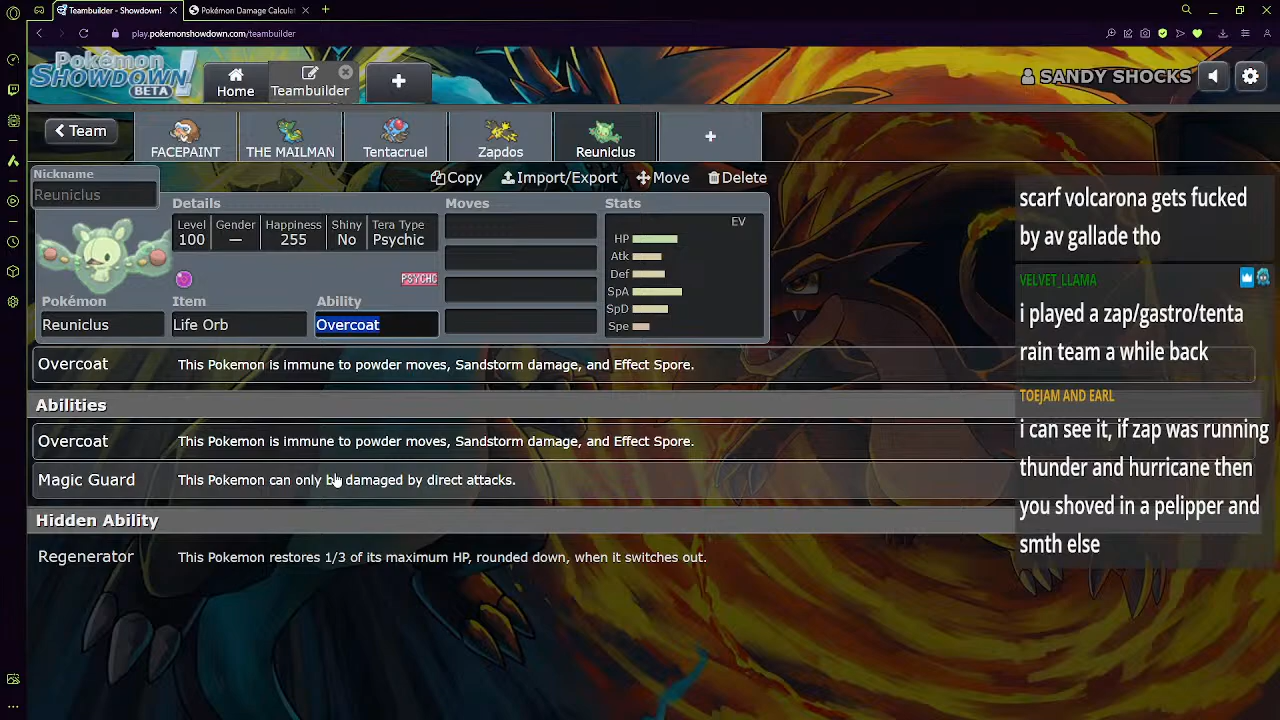 Teambuilder - Showdown!
Pokémon Damage Calcula
play.pokemonshowdown.com/teambuilder
Pokémon
SHOWDOWN!
BETA
Home
Teambuilder
SANDY SHOCKS
Team
FACEPAINT
THE MAILMAN
Tentacruel
Zapdos
Reuniclus
Nickname
Reuniclus
Copy
Import/Export
Move
Delete
Details
Level
100
Gender
—
Happiness
255
Shiny
No
Tera Type
Psychic
PSYCHC
Pokémon
Reuniclus
Item
Life Orb
Ability
Overcoat
Moves
Stats
EV
HP
Atk
Def
SpA
SpD
Spe
Overcoat This Pokemon is immune to powder moves, Sandstorm damage, and Effect Spore.
Abilities
Overcoat This Pokemon is immune to powder moves, Sandstorm damage, and Effect Spore.
Magic Guard This Pokemon can only be damaged by direct attacks.
Hidden Ability
Regenerator This Pokemon restores 1/3 of its maximum HP, rounded down, when it switches out.
scarf volcarona gets fucked
by av gallade tho
VELVET_LLAMA
i played a zap/gastro/tenta
rain team a while back
TOEJAM AND EARL
i can see it, if zap was running
thunder and hurricane then
you shoved in a pelipper and
smth else